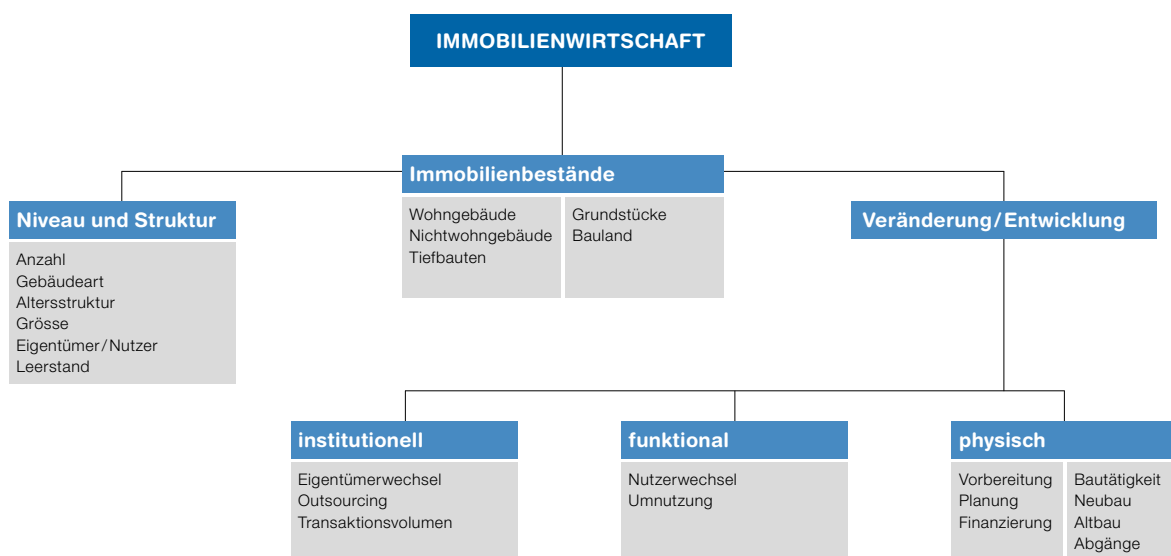 IMMOBILIENWIRTSCHAFT
Immobilienbestände
Wohngebäude
Nichtwohngebäude
Tiefbauten
Grundstücke
Bauland
Niveau und Struktur
Anzahl
Gebäudeart
Altersstruktur
Grösse
Eigentümer/Nutzer
Leerstand
Veränderung/Entwicklung
institutionell
Eigentümerwechsel
Outsourcing
Transaktionsvolumen
funktional
Nutzerwechsel
Umnutzung
physisch
Vorbereitung
Planung
Finanzierung
Bautätigkeit
Neubau
Altbau
Abgänge